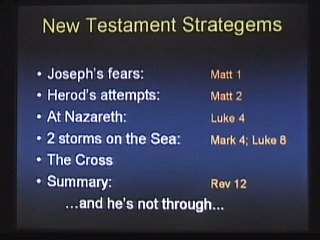 New Testament Strategems
• Joseph's fears: Matt 1
• Herod's attempts: Matt 2
• At Nazareth: Luke 4
• 2 storms on the Sea: Mark 4; Luke 8
• The Cross
• Summary: Rev 12
...and he's not through...